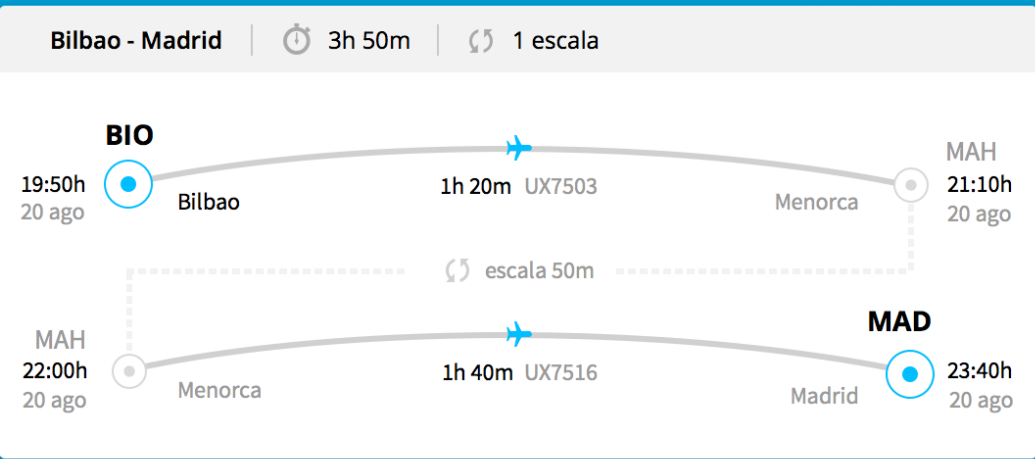 Bilbao - Madrid 3h 50m 1 escala
BIO
MAH
19:50h
20 ago
Bilbao
1h 20m UX7503
Menorca
21:10h
20 ago
escala 50m
MAH
MAD
22:00h
20 ago
Menorca
1h 40m UX7516
Madrid
23:40h
20 ago